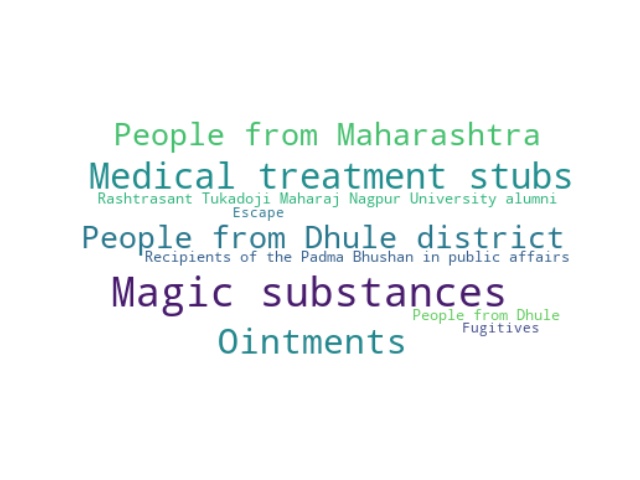 People from Maharashtra
Medical treatment stubs
Rashtrasant Tukadoji Maharaj Nagpur University alumni
Escape
People from Dhule district
Recipients of the Padma Bhushan in public affairs
Magic substances
People from Dhule
Fugitives
Ointments